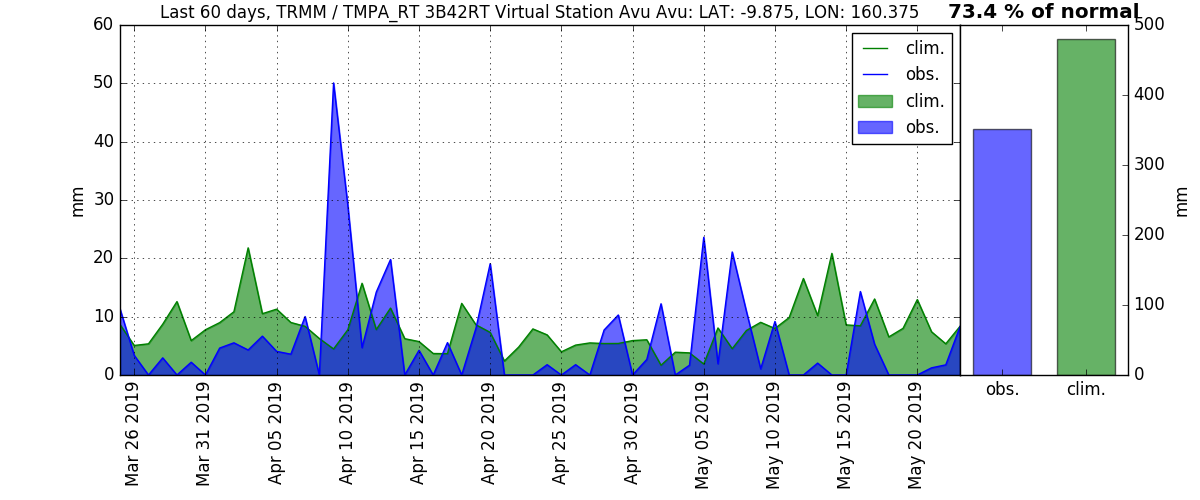 Last 60 days, TRMM / TMPA_RT 3B42RT Virtual Station Avu Avu: LAT: -9.875, LON: 160.375
73.4 % of normal
60
50
40
30
20
10
0
mm
clim.
obs.
clim.
obs.
Mar 26 2019
Mar 31 2019
Apr 05 2019
Apr 10 2019
Apr 15 2019
Apr 20 2019
Apr 25 2019
Apr 30 2019
May 05 2019
May 10 2019
May 15 2019
May 20 2019
500
400
300
200
100
0
mm
obs.
clim.